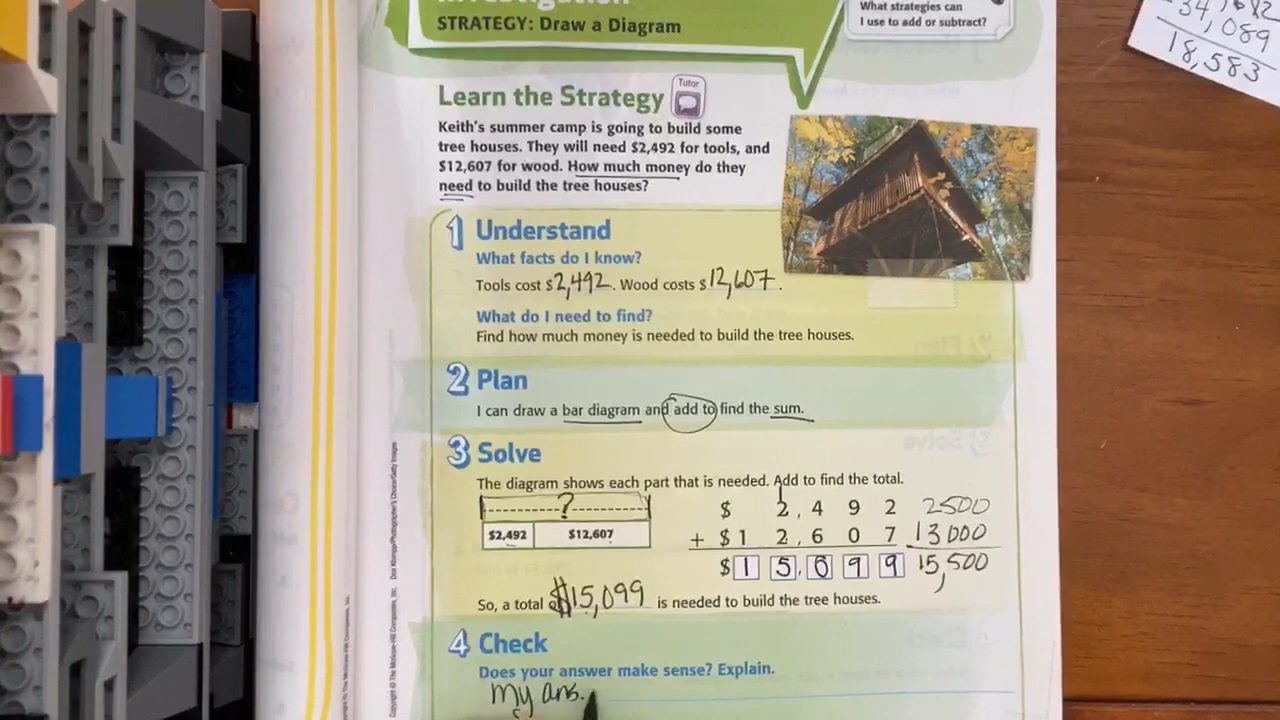 STRATEGY: Draw a Diagram
What strategies can
I use to add or subtract?
34,089
18,583
Learn the Strategy
Tutor
Keith's summer camp is going to build some
tree houses. They will need $2,492 for tools, and
$12,607 for wood. How much money do they
need to build the tree houses?
1 Understand
What facts do I know?
Tools cost $2,492. Wood costs $12,607.
What do I need to find?
Find how much money is needed to build the tree houses.
2 Plan
I can draw a bar diagram and add to find the sum.
3 Solve
The diagram shows each part that is needed. Add to find the total.
?
$2,492 $12,607
1
$ 2,492 2500
+ $12,607 13000
$15,099 15,500
So, a total $15,099 is needed to build the tree houses.
4 Check
Does your answer make sense? Explain.
my ans.